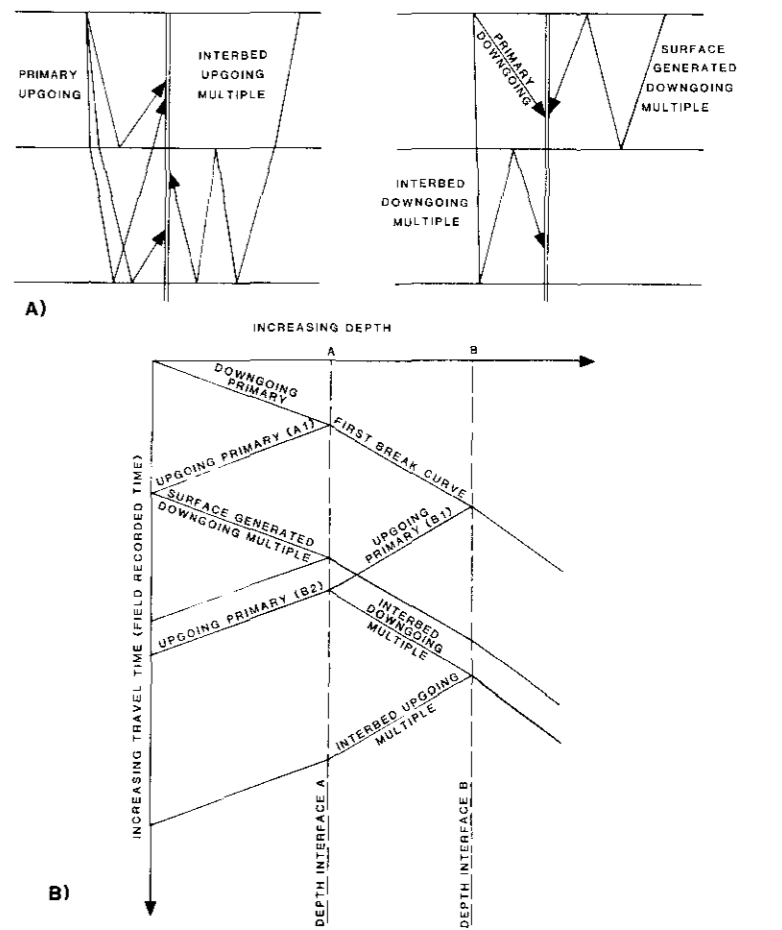 PRIMARY
UPGOING
INTERBED
UPGOING
MULTIPLE
PRIMARY
DOWNGOING
SURFACE
GENERATED
DOWNGOING
MULTIPLE
INTERBED
DOWNGOING
MULTIPLE
A)
INCREASING DEPTH
A
B
DOWNGOING
PRIMARY
UPGOING PRIMARY (A1)
FIRST BREAK CURVE
SURFACE GENERATED
DOWNGOING MULTIPLE
UPGOING
PRIMARY (B1)
UPGOING PRIMARY (B2)
INTERBED
DOWNGOING
MULTIPLE
INTERBED UPGOING
MULTIPLE
INCREASING TRAVEL TIME (FIELD RECORDED TIME)
DEPTH INTERFACE A
DEPTH INTERFACE B
B)